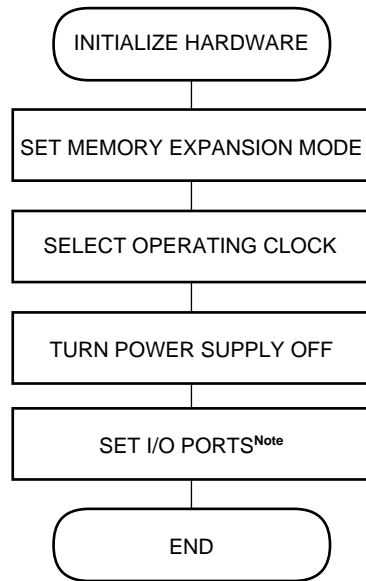 INITIALIZE HARDWARE
SET MEMORY EXPANSION MODE
SELECT OPERATING CLOCK
TURN POWER SUPPLY OFF
SET I/O PORTSNote
END